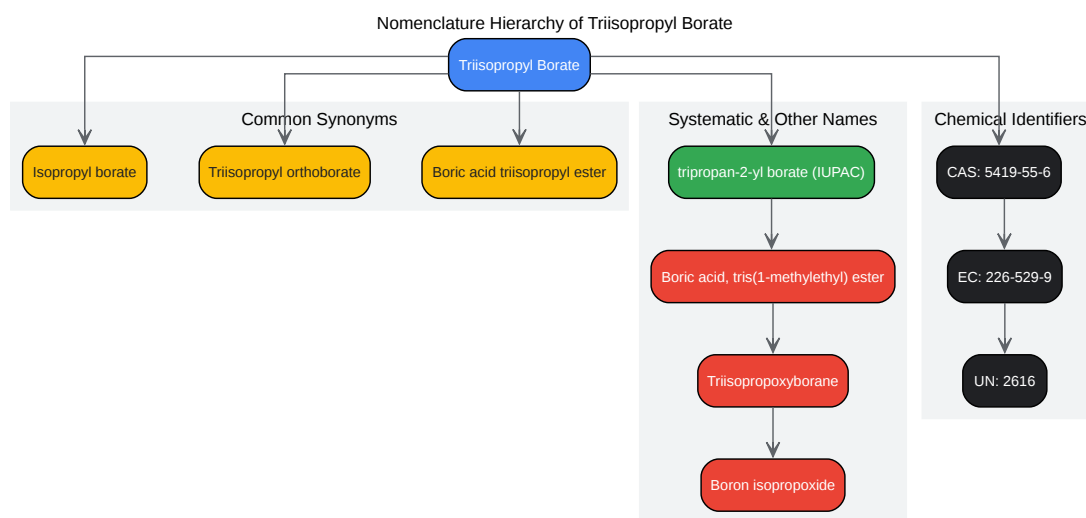 Nomenclature Hierarchy of Triisopropyl Borate
Triisopropyl Borate
Common Synonyms
Systematic & Other Names
Chemical Identifiers
Isopropyl borate
Triisopropyl orthoborate
Boric acid triisopropyl ester
tripropan-2-yl borate (IUPAC)
CAS: 5419-55-6
Boric acid, tris(1-methylethyl) ester
EC: 226-529-9
Triisopropoxyborane
UN: 2616
Boron isopropoxide